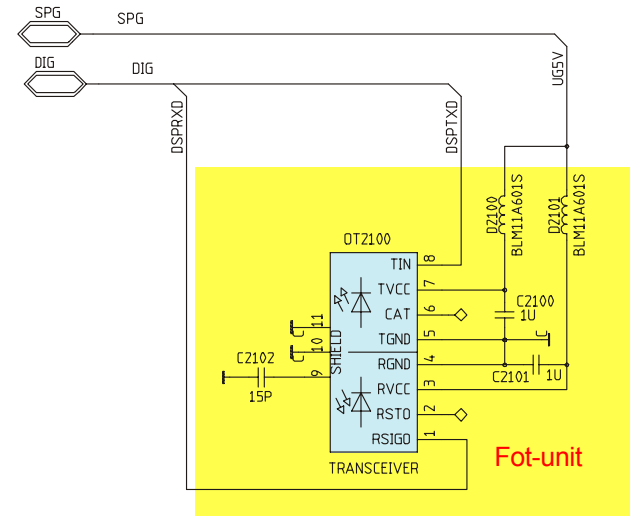 SPG
SPG
DIG
DIG
DSPRXD
DSPTXD
UG5V
D2100
BLM11A601S
D2101
BLM11A601S
OT2100
TIN
8
TVCC
7
CAT
6
TGND
5
RGND
4
RVCC
3
RSTO
2
RSIGO
1
11
10
9
SHIELD
C
C
C
C2100
1U
C2101
1U
C2102
15P
TRANSCEIVER
Fot-unit